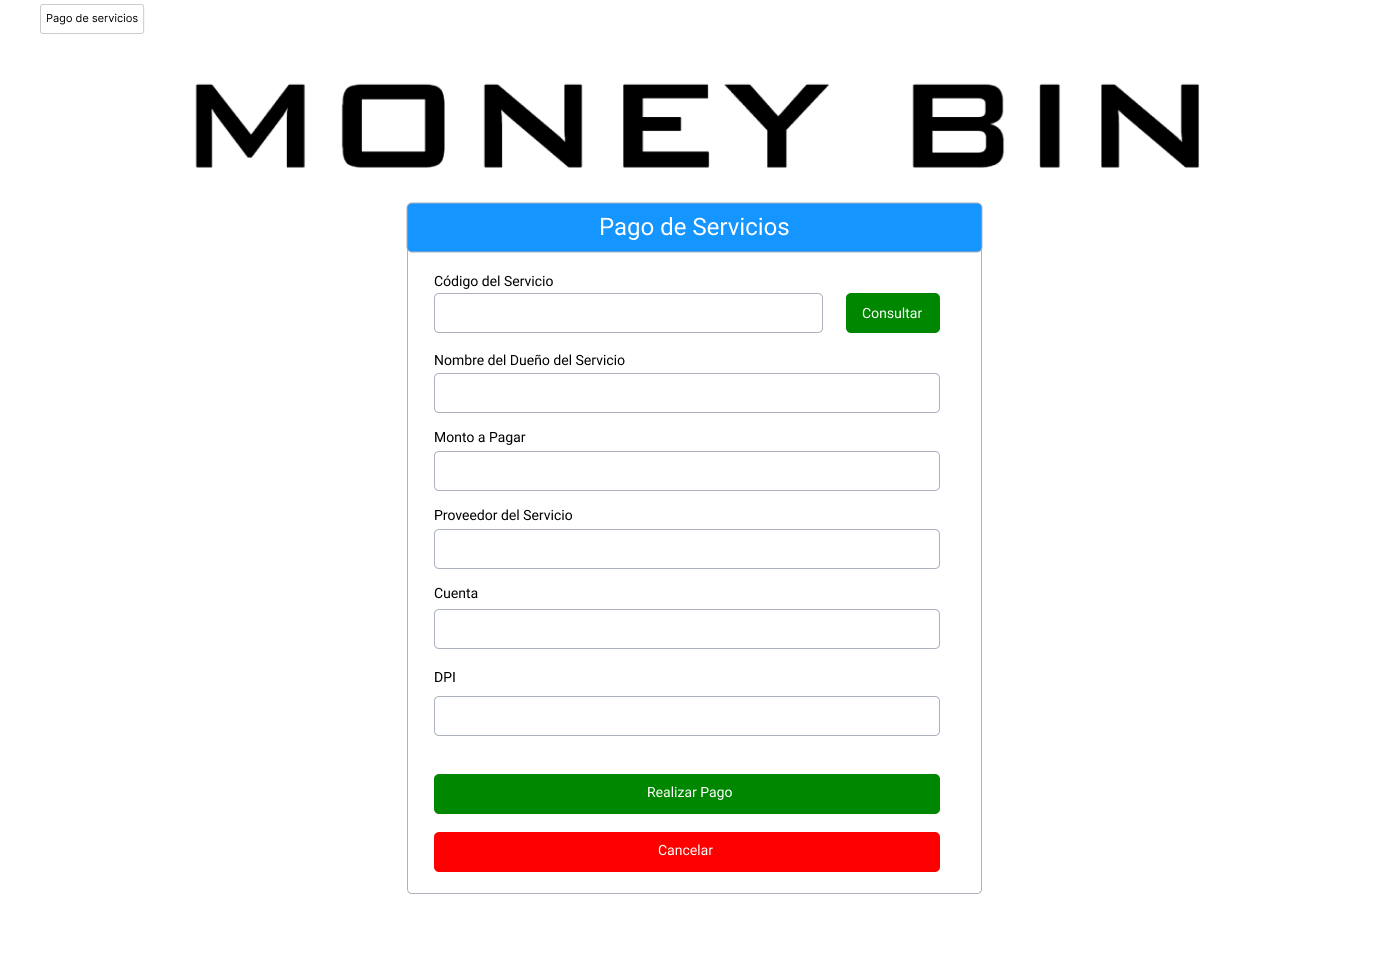 Pago de servicios
MONEY BIN
Pago de Servicios
Código del Servicio
Consultar
Nombre del Dueño del Servicio
Monto a Pagar
Proveedor del Servicio
Cuenta
DPI
Realizar Pago
Cancelar